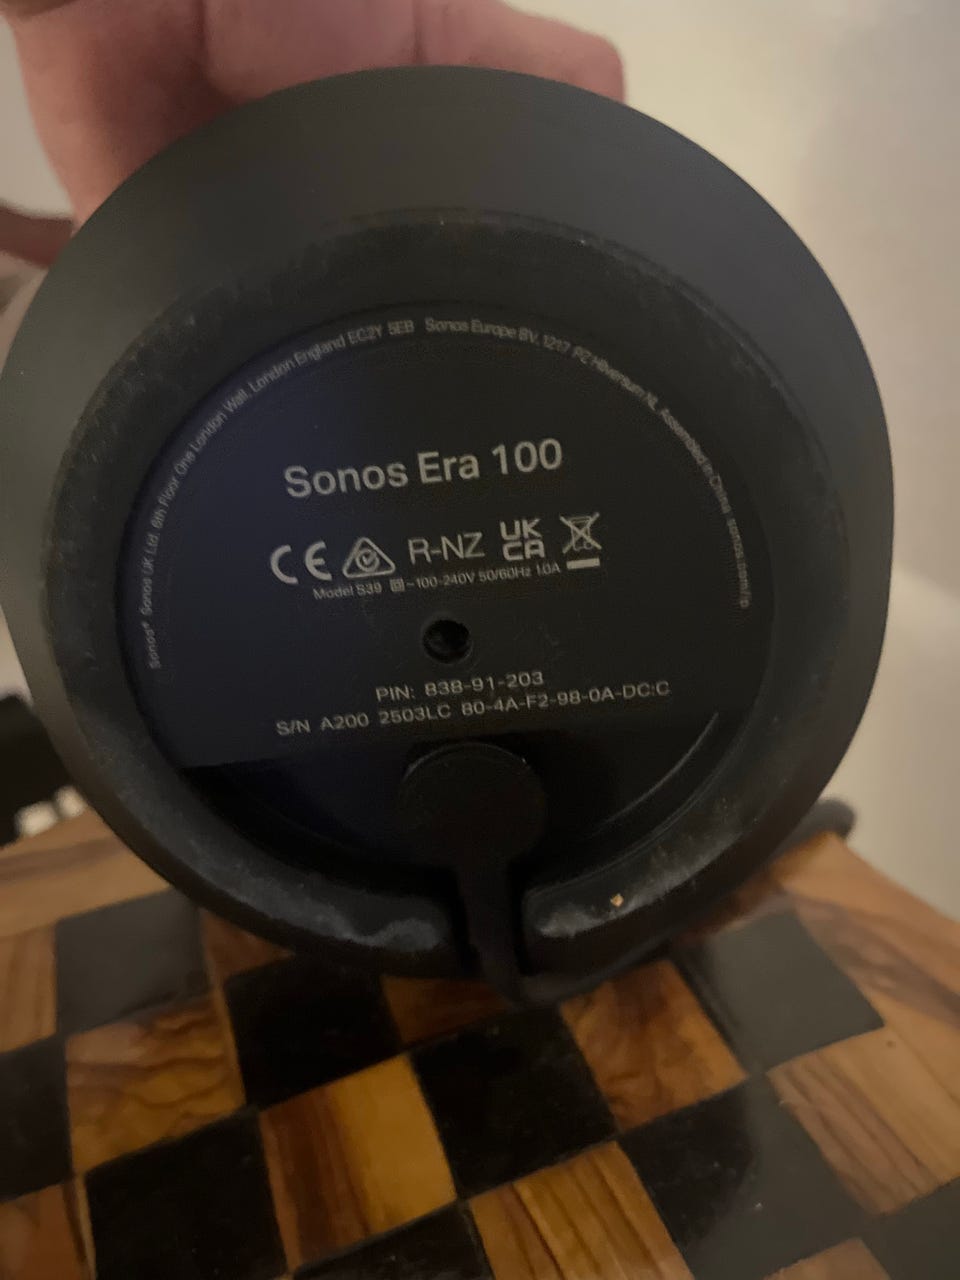 Sonos® Sonos UK Ltd. 6th Floor One London Wall, London England EC2Y 5EB Sonos Europe BV, 1217 PZ Hilversum NL Assembled in China sonos.com/ip
Sonos Era 100
CE R-NZ UK
CA
Model S39 ~100-240V 50/60Hz 1.0A
PIN: 838-91-203
S/N A200 2503LC 80-4A-F2-98-0A-DC:C